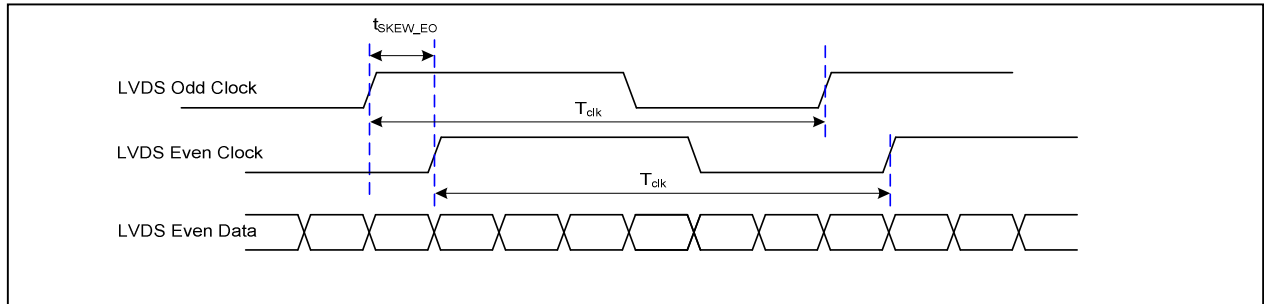 tSKEW_EO
LVDS Odd Clock
Tclk
LVDS Even Clock
Tclk
LVDS Even Data